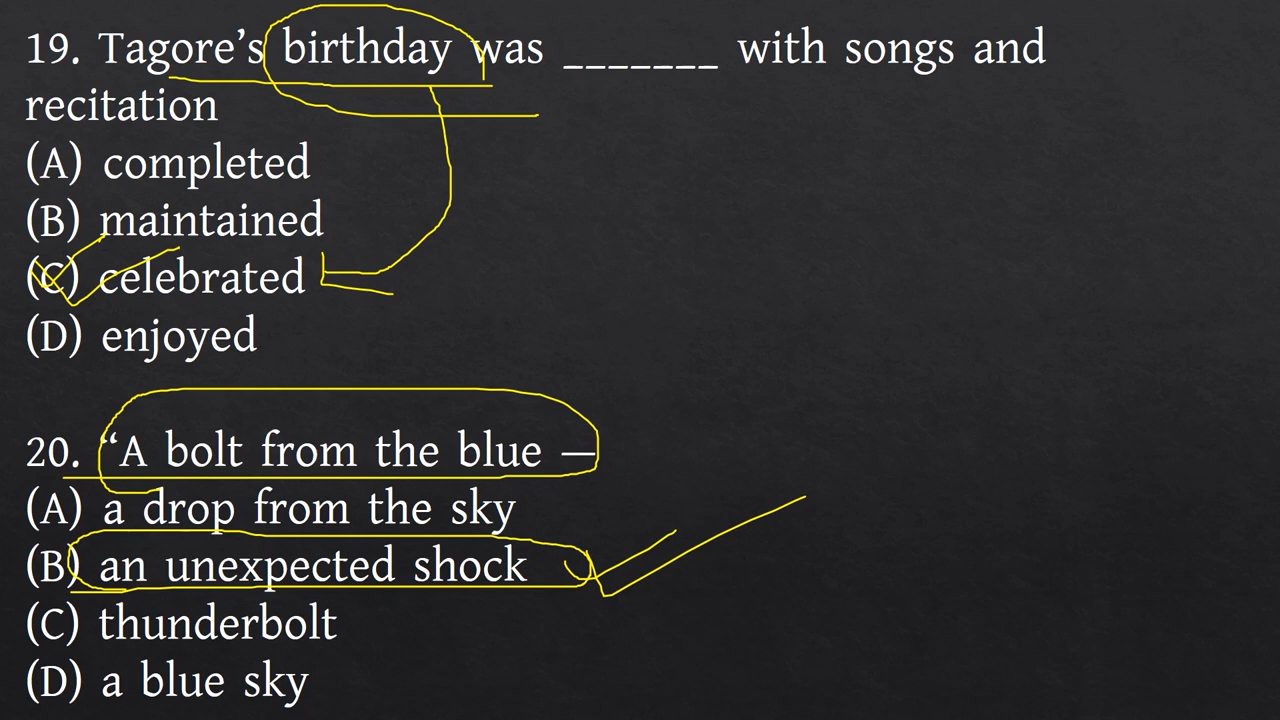 19. Tagore’s birthday was _______ with songs and
recitation
(A) completed
(B) maintained
(C) celebrated
(D) enjoyed
20. “A bolt from the blue —
(A) a drop from the sky
(B) an unexpected shock
(C) thunderbolt
(D) a blue sky